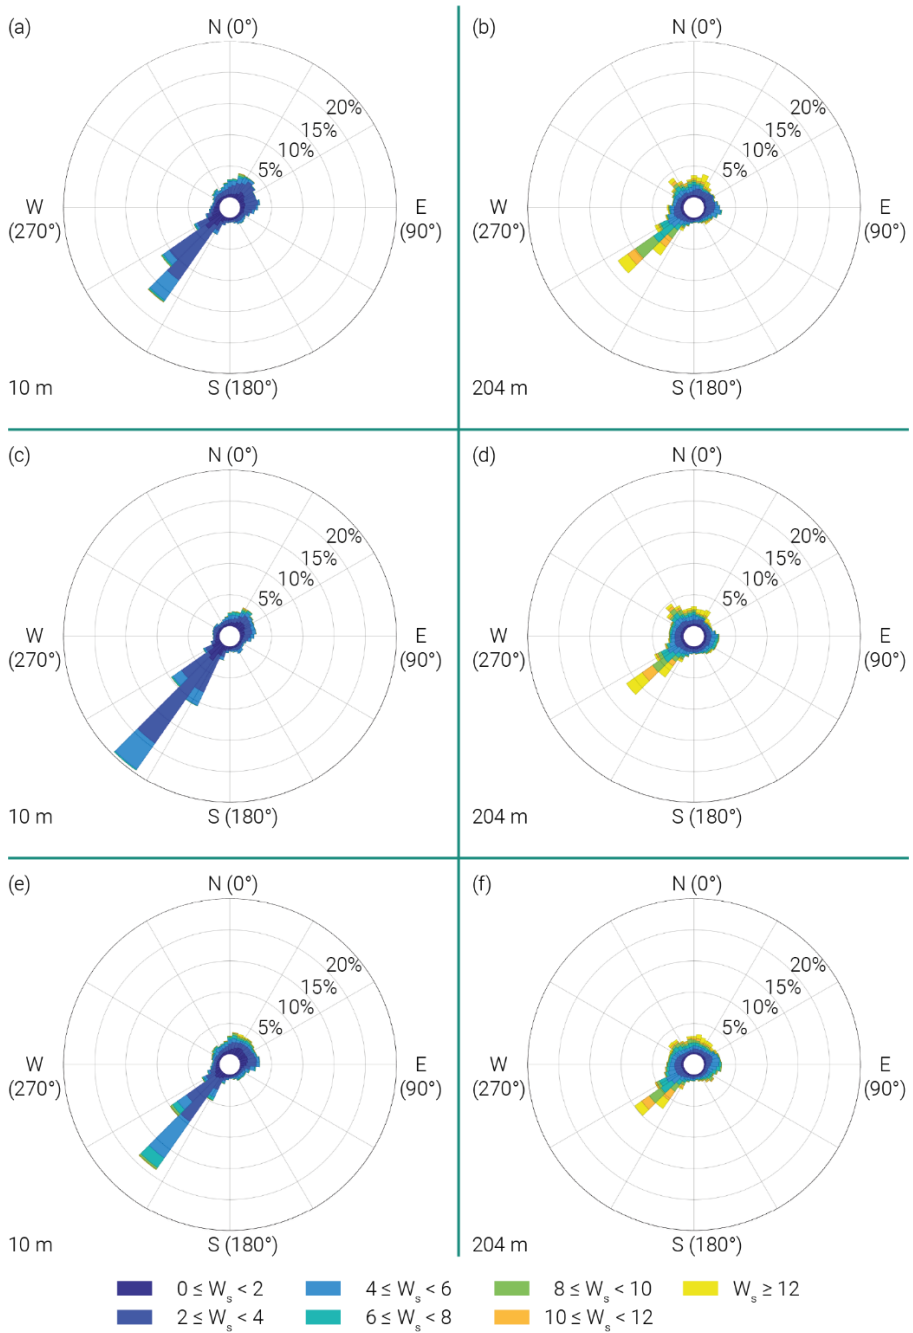 (a) N (0°) (b) N (0°)
20% 20%
15% 15%
10% 10%
5% 5%
W E W E
(270°) (90°) (270°) (90°)
10 m S (180°) 204 m S (180°)
(c) N (0°) (d) N (0°)
20% 20%
15% 15%
10% 10%
5% 5%
W E W E
(270°) (90°) (270°) (90°)
10 m S (180°) 204 m S (180°)
(e) N (0°) (f) N (0°)
20% 20%
15% 15%
10% 10%
5% 5%
W E W E
(270°) (90°) (270°) (90°)
10 m S (180°) 204 m S (180°)
0 ≤ Ws < 2 4 ≤ Ws < 6 8 ≤ Ws < 10 Ws ≥ 12
2 ≤ Ws < 4 6 ≤ Ws < 8 10 ≤ Ws < 12